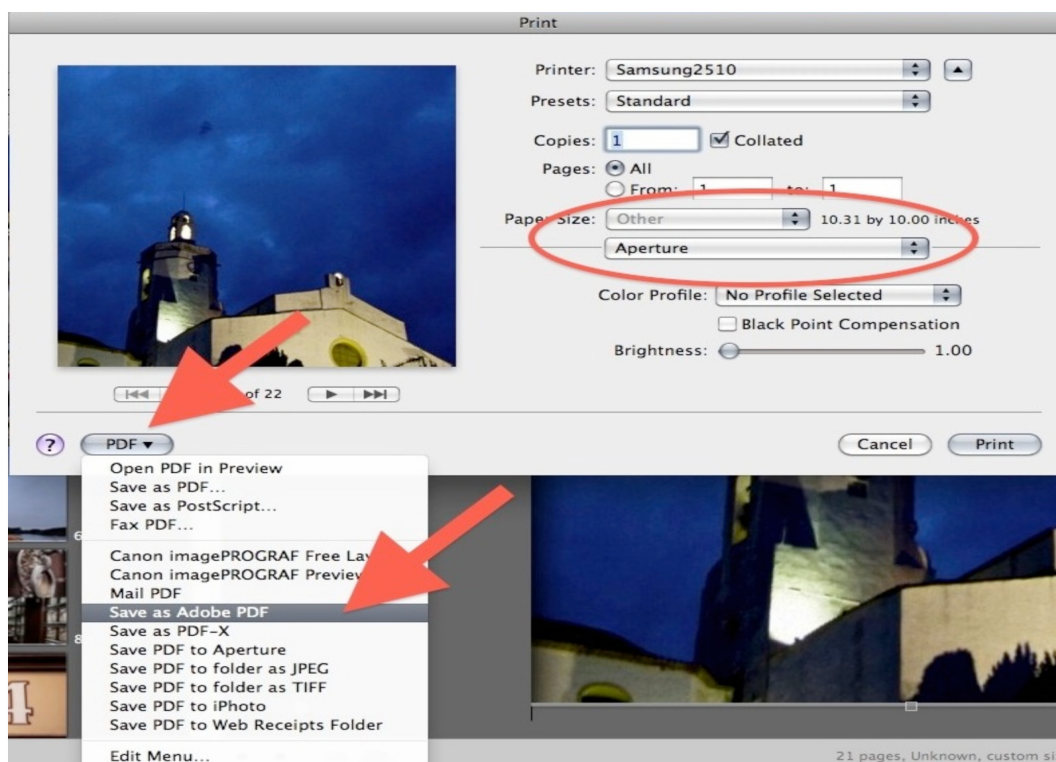 Print
Printer: Samsung2510
Presets: Standard
Copies: 1 Collated
Pages: All
From: 1 to: 1
Paper Size: Other 10.31 by 10.00 inches
Aperture
Color Profile: No Profile Selected
Black Point Compensation
Brightness: 1.00
of 22
? PDF Cancel Print
Open PDF in Preview
Save as PDF...
Save as PostScript...
Fax PDF...
Canon imagePROGRAF Free
Canon imagePROGRAF Preview
Mail PDF
Save as Adobe PDF
Save as PDF-X
Save PDF to Aperture
Save PDF to folder as JPEG
Save PDF to folder as TIFF
Save PDF to iPhoto
Save PDF to Web Receipts Folder
Edit Menu...
6
8
4
21 pages, Unknown, custom